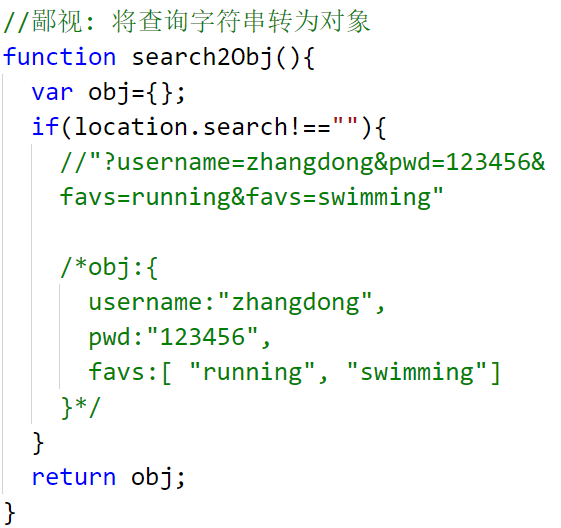 //鄙视: 将查询字符串转为对象
function search2Obj(){
  var obj={};
  if(location.search!==""){
    //"?username=zhangdong&pwd=123456&
    favs=running&favs=swimming"
    /*obj:{
      username:"zhangdong",
      pwd:"123456",
      favs:[ "running", "swimming"]
    }*/
  }
  return obj;
}